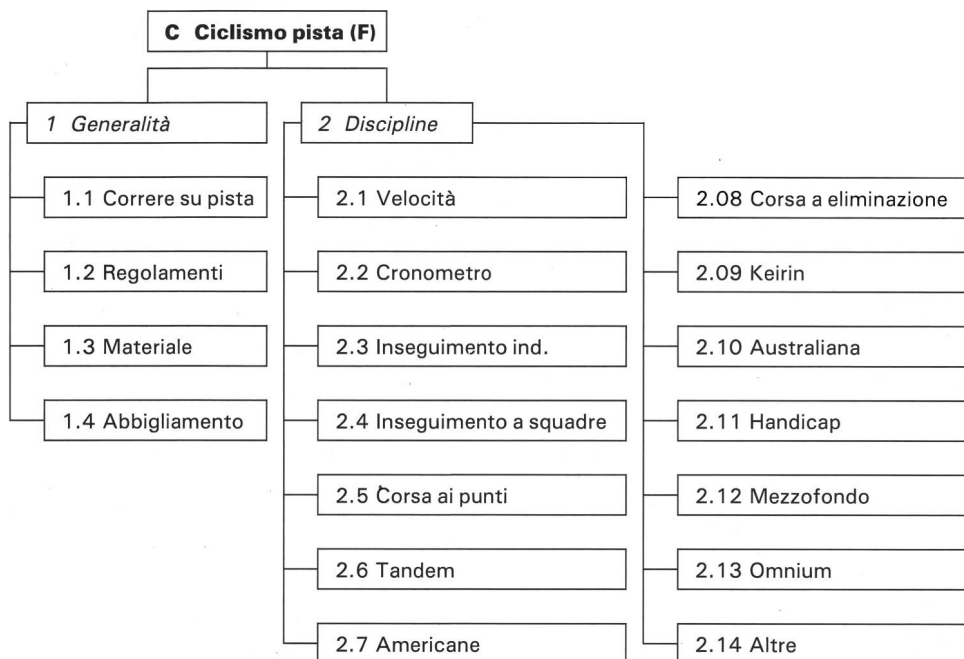 C Ciclismo pista (F)
1 Generalità
1.1 Correre su pista
1.2 Regolamenti
1.3 Materiale
1.4 Abbigliamento
2 Discipline
2.1 Velocità
2.2 Cronometro
2.3 Inseguimento ind.
2.4 Inseguimento a squadre
2.5 Corsa ai punti
2.6 Tandem
2.7 Americane
2.08 Corsa a eliminazione
2.09 Keirin
2.10 Australiana
2.11 Handicap
2.12 Mezzofondo
2.13 Omnium
2.14 Altre